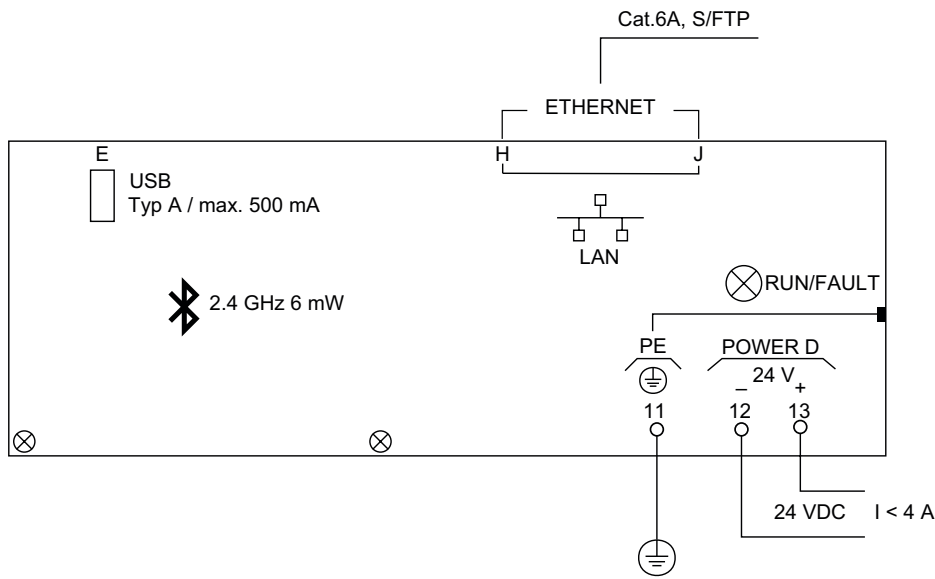 Cat.6A, S/FTP
ETHERNET
E
H
J
USB
Typ A / max. 500 mA
LAN
2.4 GHz 6 mW
RUN/FAULT
PE
POWER D
24 V
– +
11
12
13
24 VDC
I < 4 A